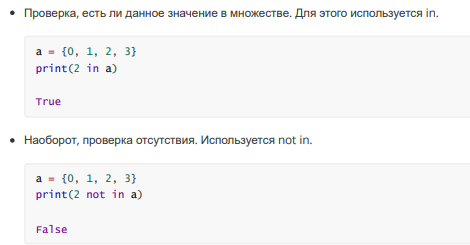 • Проверка, есть ли данное значение в множестве. Для этого используется in.
a = {0, 1, 2, 3}
print(2 in a)
True
• Наоборот, проверка отсутствия. Используется not in.
a = {0, 1, 2, 3}
print(2 not in a)
False